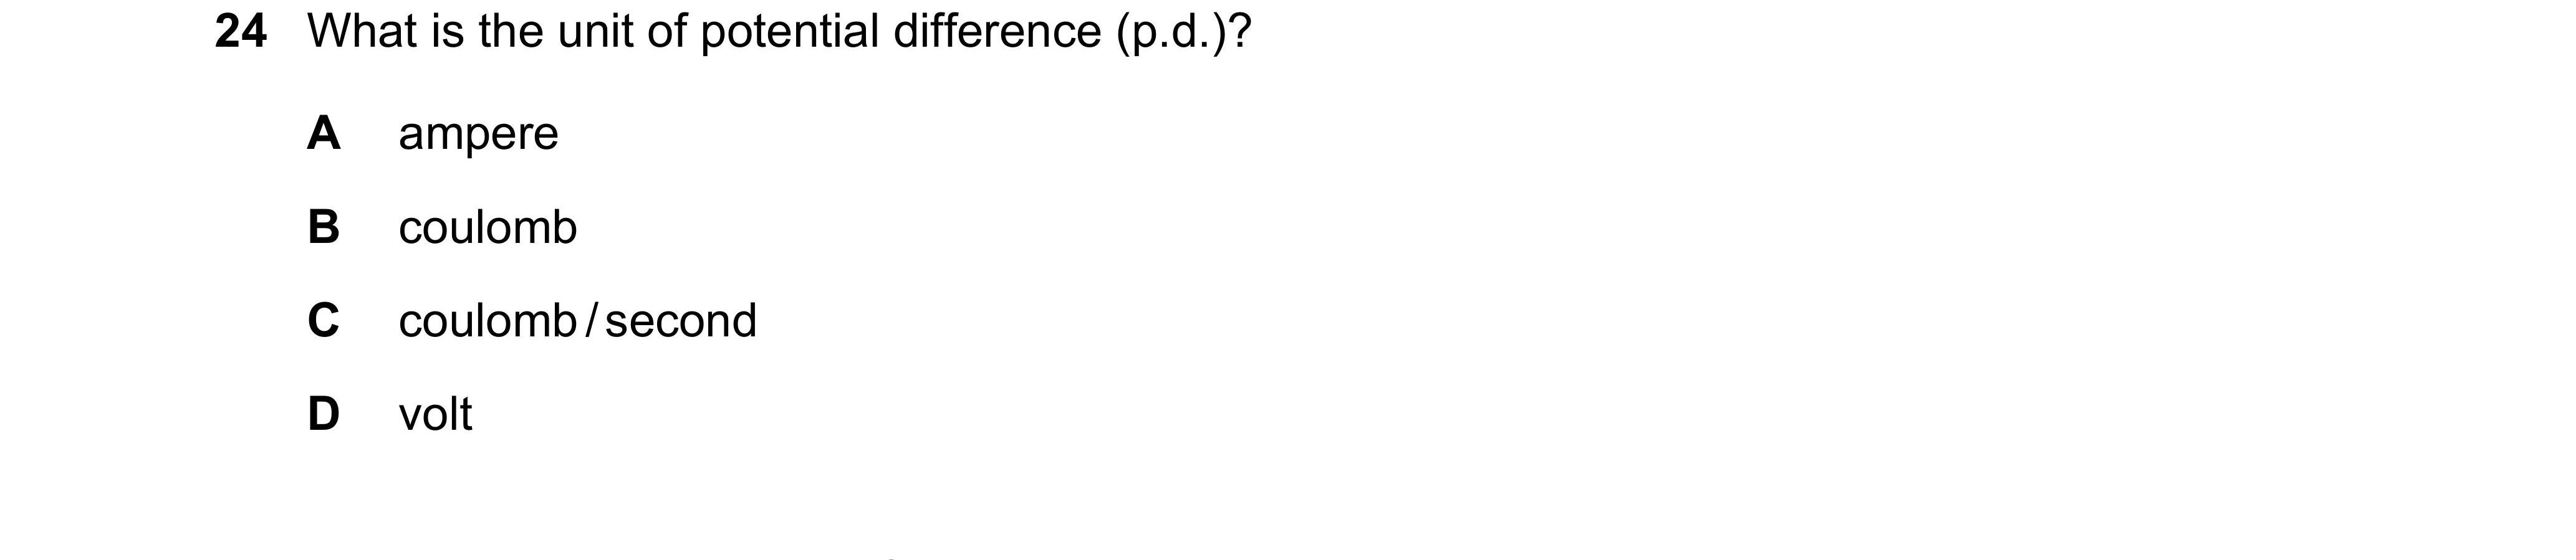 24 What is the unit of potential difference (p.d.)?
A ampere
B coulomb
C coulomb / second
D volt